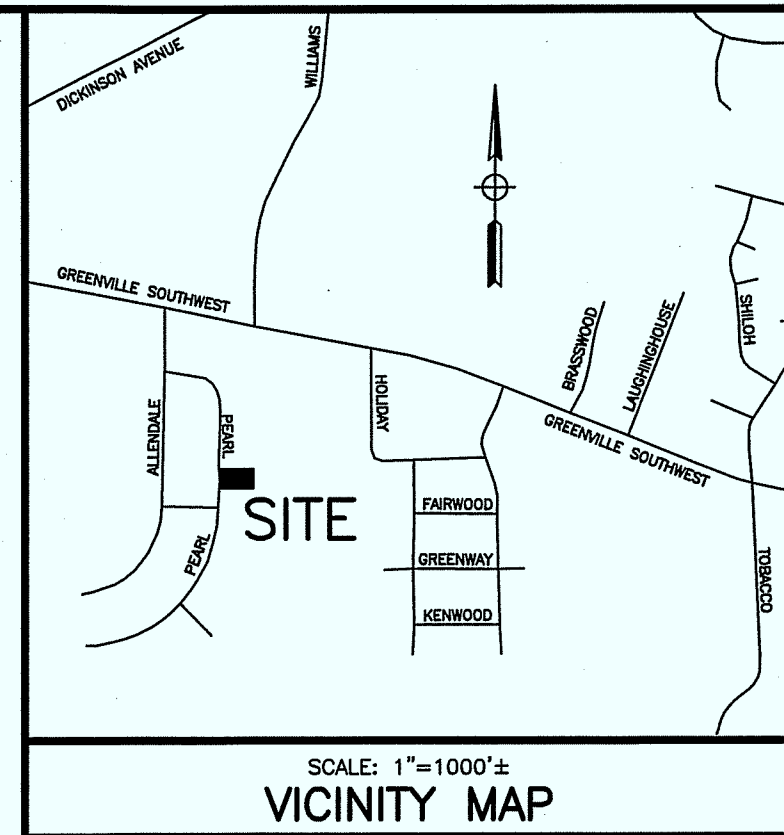 DICKINSON AVENUE
WILLIAMS
GREENVILLE SOUTHWEST
SHILOH
BRASSWOOD
LAUGHINGHOUSE
HOLIDAY
ALLENDALE
PEARL
GREENVILLE SOUTHWEST
SITE
FAIRWOOD
PEARL
GREENWAY
TOBACCO
KENWOOD
SCALE: 1"=1000'±
VICINITY MAP